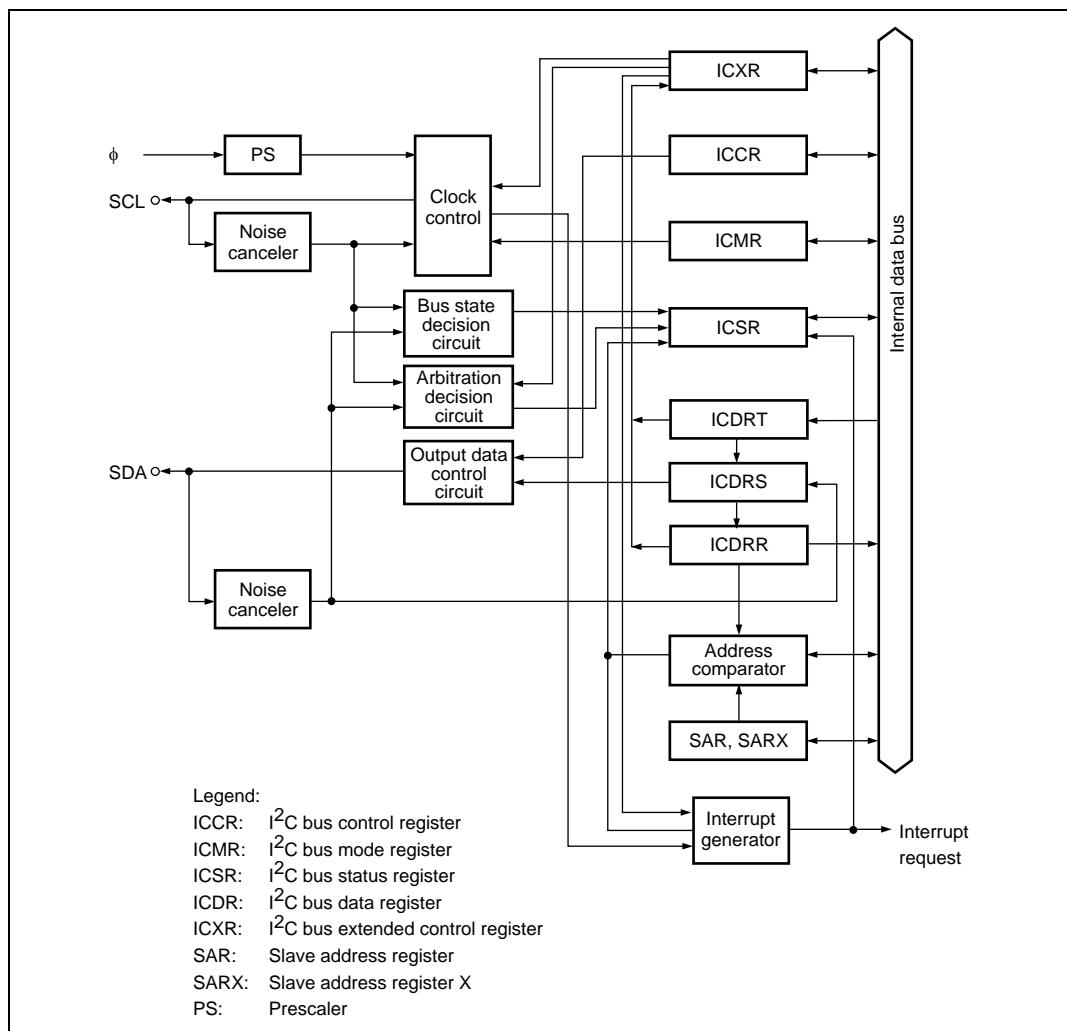 ICXR
φ
PS
ICCR
SCL
Clock
control
Noise
canceler
ICMR
Internal data bus
Bus state
decision
circuit
ICSR
Arbitration
decision
circuit
ICDRT
SDA
Output data
control
circuit
ICDRS
ICDRR
Noise
canceler
Address
comparator
SAR, SARX
Interrupt
generator
Interrupt
request
Legend:
ICCR: I²C bus control register
ICMR: I²C bus mode register
ICSR: I²C bus status register
ICDR: I²C bus data register
ICXR: I²C bus extended control register
SAR: Slave address register
SARX: Slave address register X
PS: Prescaler